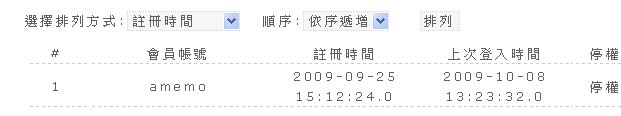 選擇排列方式: 註冊時間 順序: 依序遞增 排列
# 會員帳號 註冊時間 上次登入時間 停權
1 amemo 2009-09-25 15:12:24.0 2009-10-08 13:23:32.0 停權